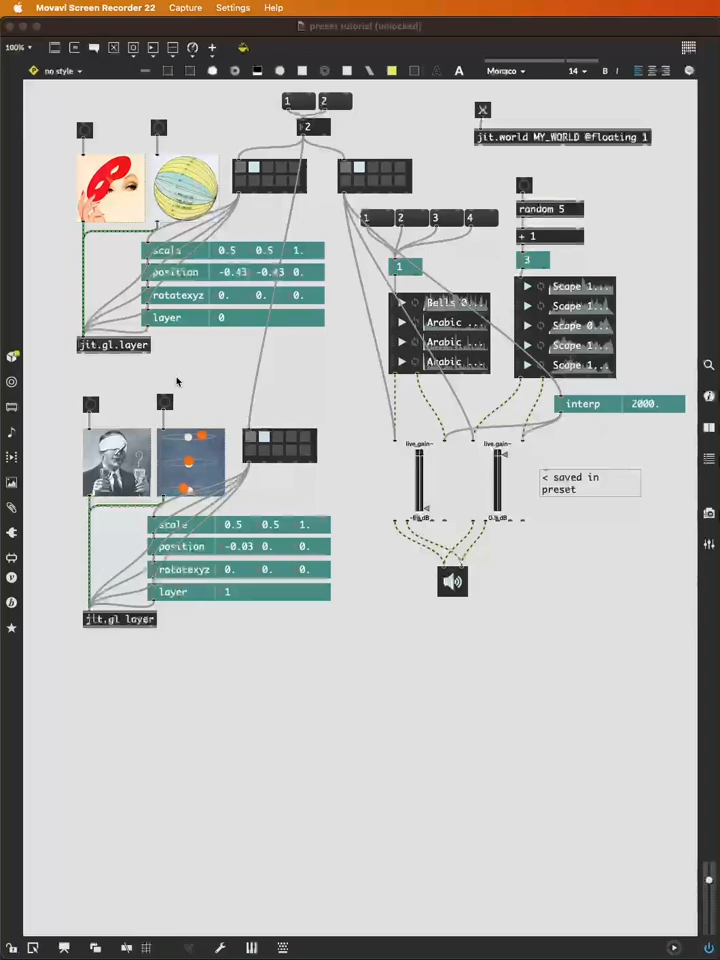 Movavi Screen Recorder 22 Capture Settings Help
preset tutorial (unlocked)
100%
no style
Monaco
14
B I
A A
1 2
2
jit.world MY_WORLD @floating 1
random 5
+ 1
3
1 2 3 4
1
scale 0.5 0.5 1.
position -0.43 -0.43 0.
rotatexyz 0. 0. 0.
layer 0
jit.gl.layer
Bells 0...
Arabic ...
Arabic ...
Arabic ...
Scape 1...
Scape 1...
Scape 0...
Scape 1...
Scape 1...
interp 2000.
live.gain~ live.gain~
< saved in
preset
scale 0.5 0.5 1.
position -0.03 0. 0.
rotatexyz 0. 0. 0.
layer 1
jit.gl layer